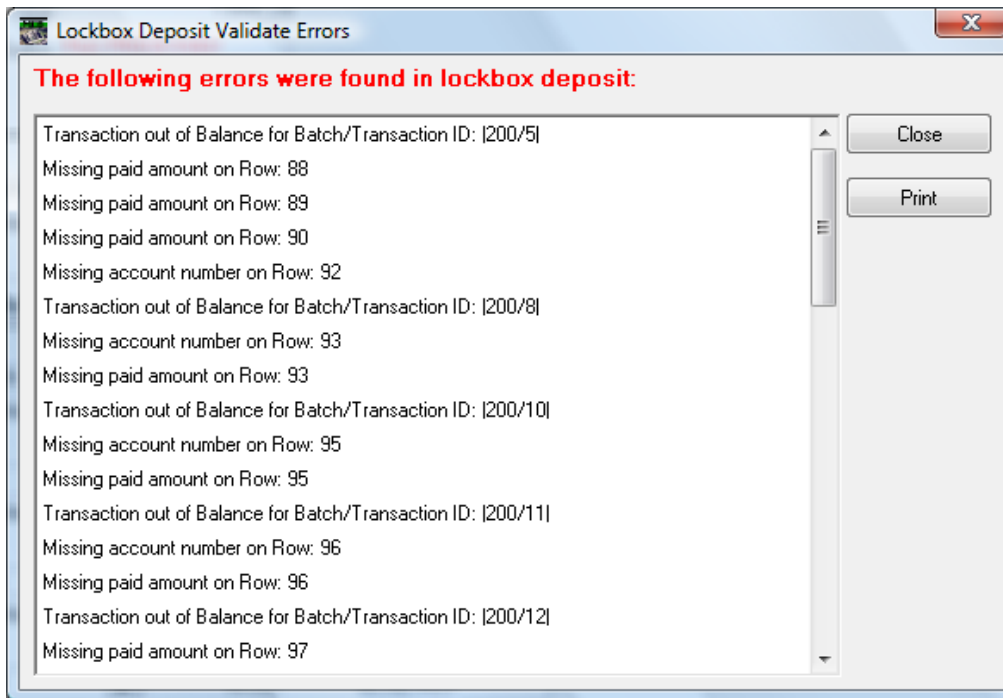 Lockbox Deposit Validate Errors
The following errors were found in lockbox deposit:
Transaction out of Balance for Batch/Transaction ID: |200/5|
Missing paid amount on Row: 88
Missing paid amount on Row: 89
Missing paid amount on Row: 90
Missing account number on Row: 92
Transaction out of Balance for Batch/Transaction ID: |200/8|
Missing account number on Row: 93
Missing paid amount on Row: 93
Transaction out of Balance for Batch/Transaction ID: |200/10|
Missing account number on Row: 95
Missing paid amount on Row: 95
Transaction out of Balance for Batch/Transaction ID: |200/11|
Missing account number on Row: 96
Missing paid amount on Row: 96
Transaction out of Balance for Batch/Transaction ID: |200/12|
Missing paid amount on Row: 97
Close
Print